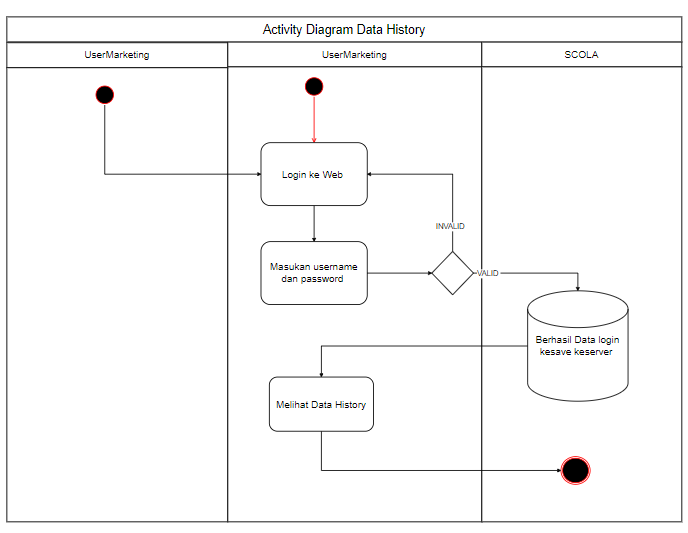 Activity Diagram Data History
UserMarketing
UserMarketing
SCOLA
Login ke Web
INVALID
Masukan username
dan password
VALID
Berhasil Data login
kesave keserver
Melihat Data History